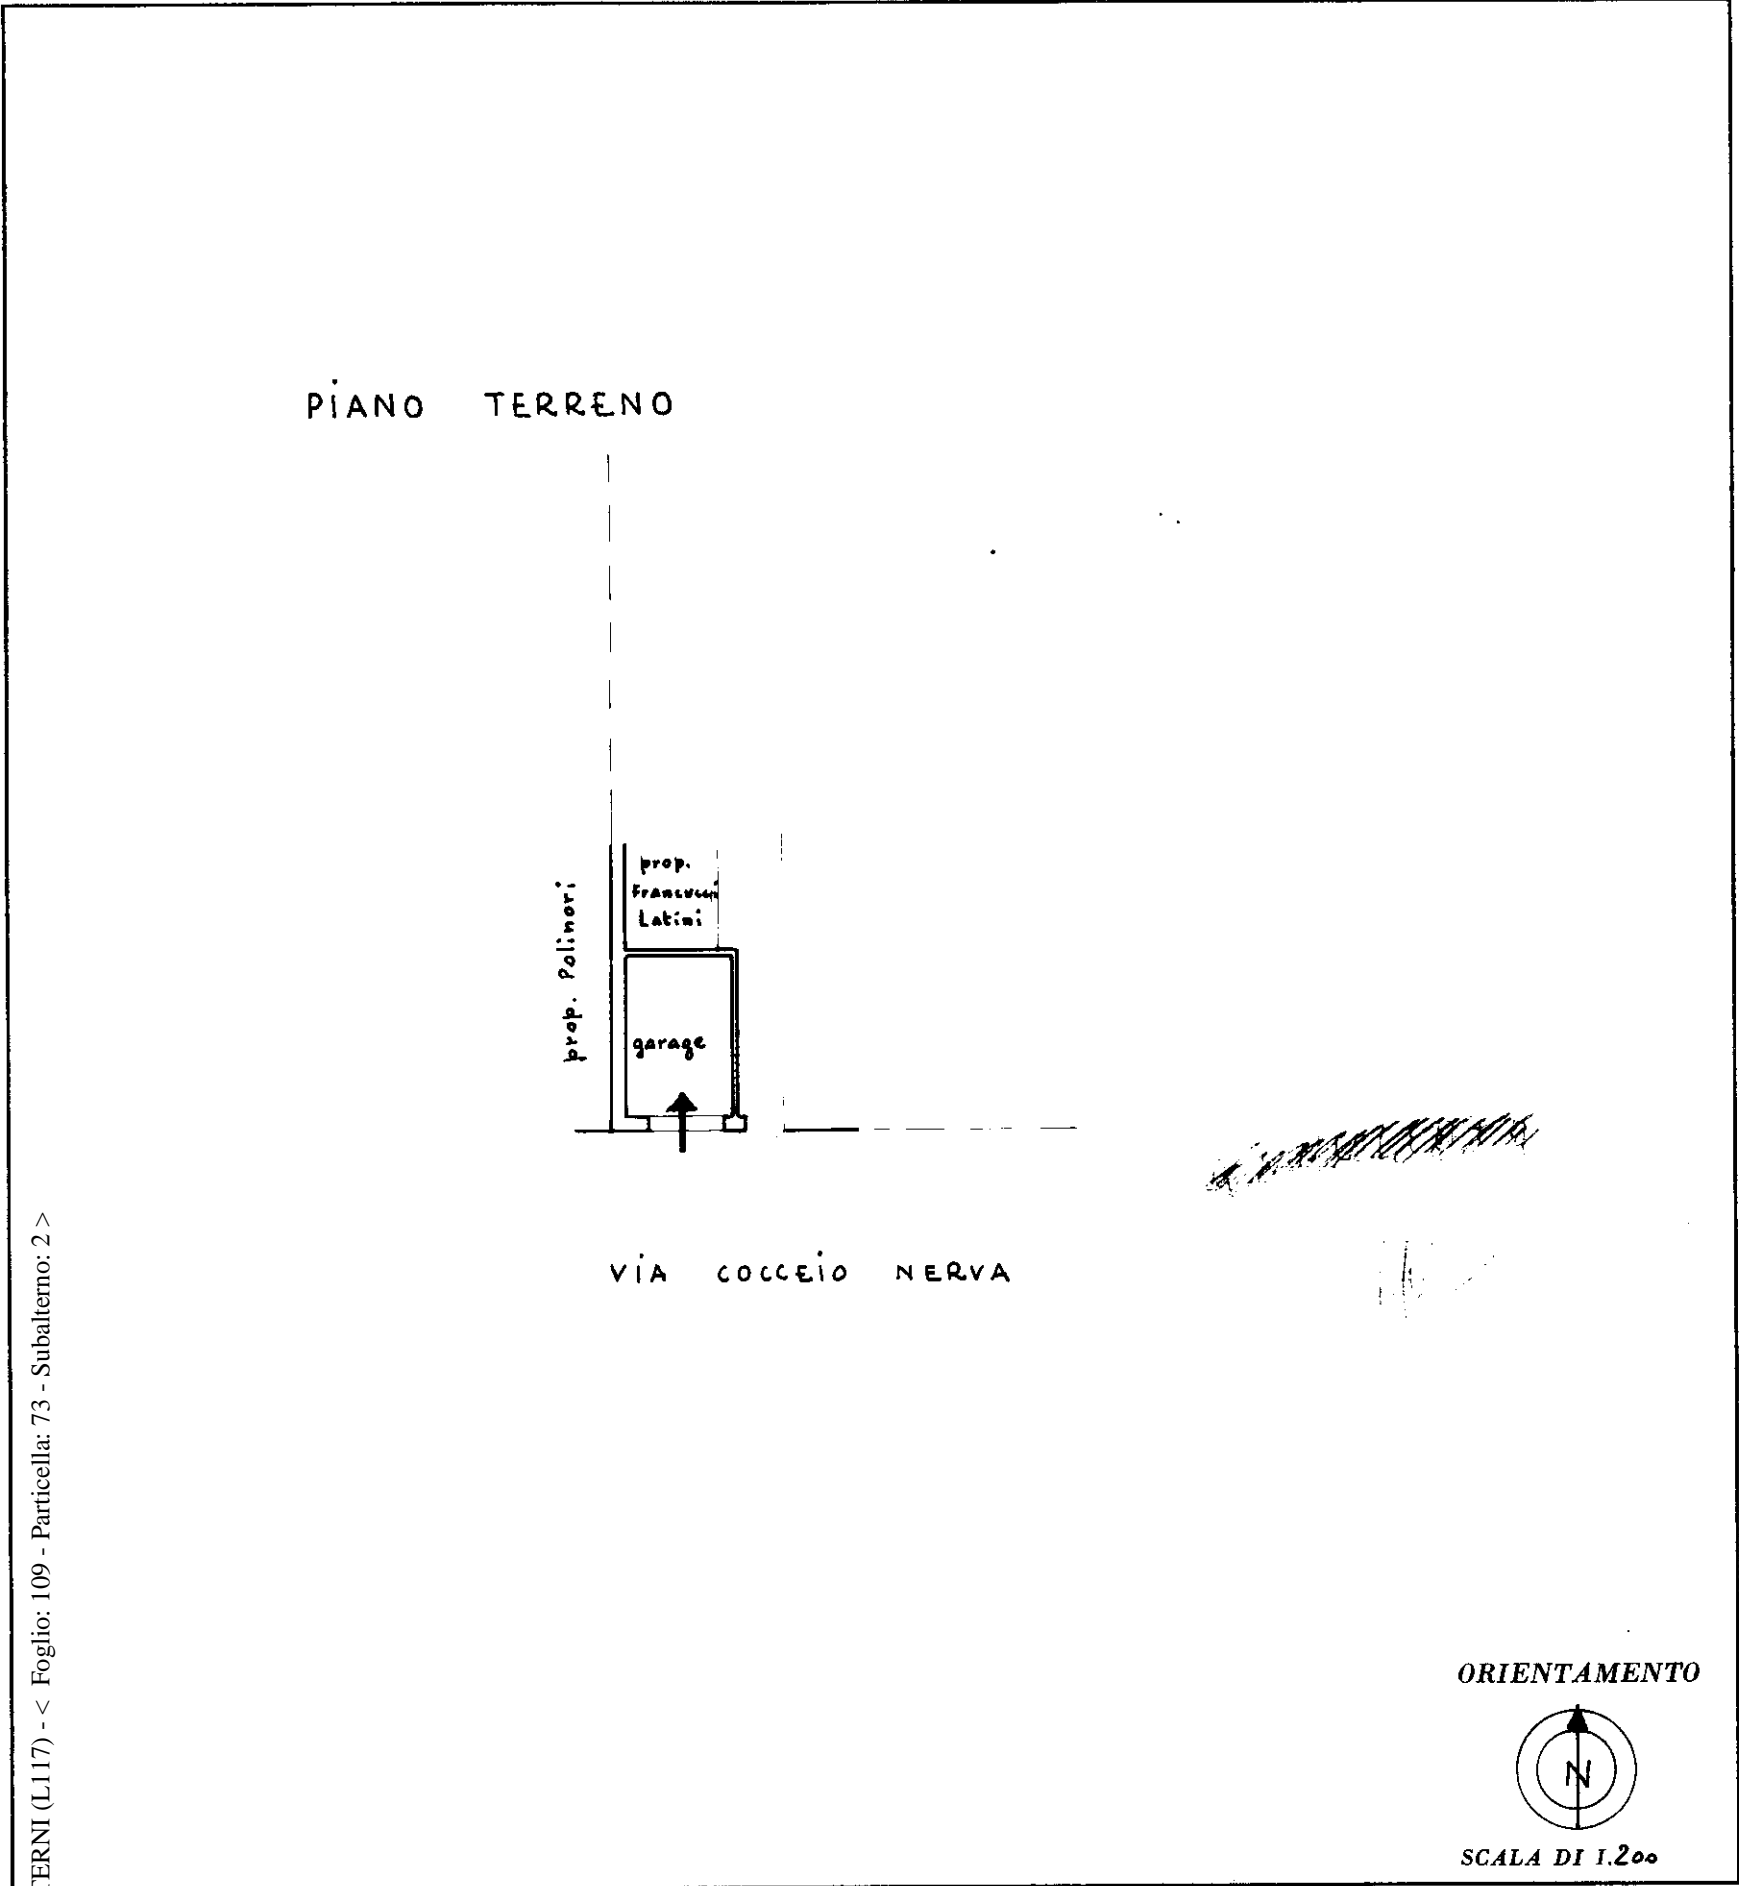 PiANO TERRENO
prop.
Francucci
Latini
prop. Polinori
garage
ViA COCCEiO NERVA
TERNI (L117) - < Foglio: 109 - Particella: 73 - Subalterno: 2 >
ORIENTAMENTO
N
SCALA DI 1.200